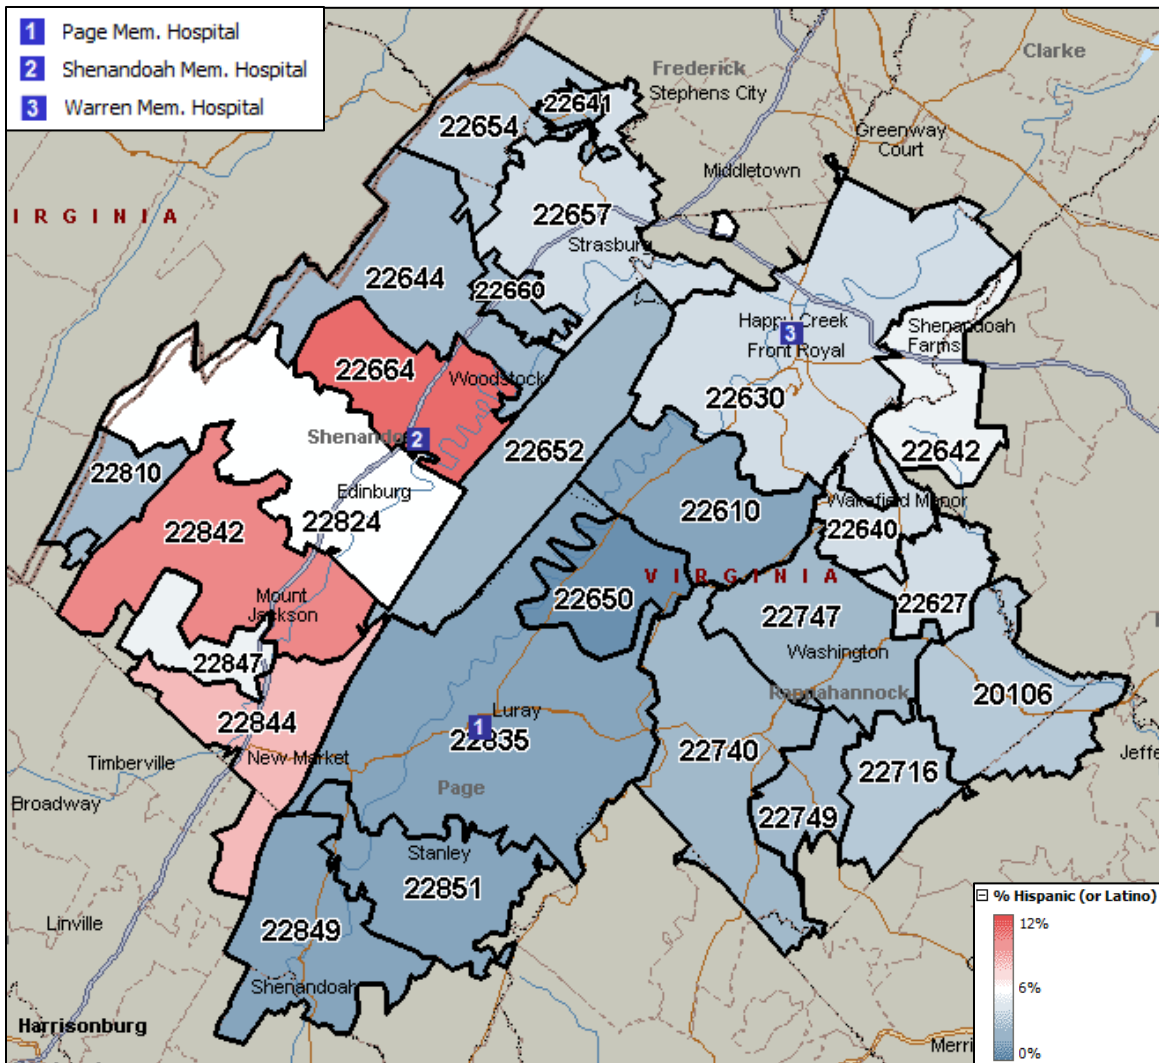 1 Page Mem. Hospital
2 Shenandoah Mem. Hospital
3 Warren Mem. Hospital
Clarke
Frederick
Stephens City
22641
22654
Greenway
Court
Middletown
IRGINIA
22657
Strasburg
22644
22660
Happy Creek
3
Front Royal
Shenandoah
Farms
22664
Woodstock
22630
Shenando
2
22652
22642
22810
Edinburg
22824
22610
Wakefield Manor
22640
22842
VIRGINIA
Mount
Jackson
22650
22747
22627
22847
Washington
Rappahannock
20106
22844
1
Luray
22835
22740
New Market
Timberville
Jeffe
22716
Page
22749
Broadway
Stanley
22851
% Hispanic (or Latino)
12%
Linville
22849
6%
Shenandoah
Harrisonburg
Merri
0%